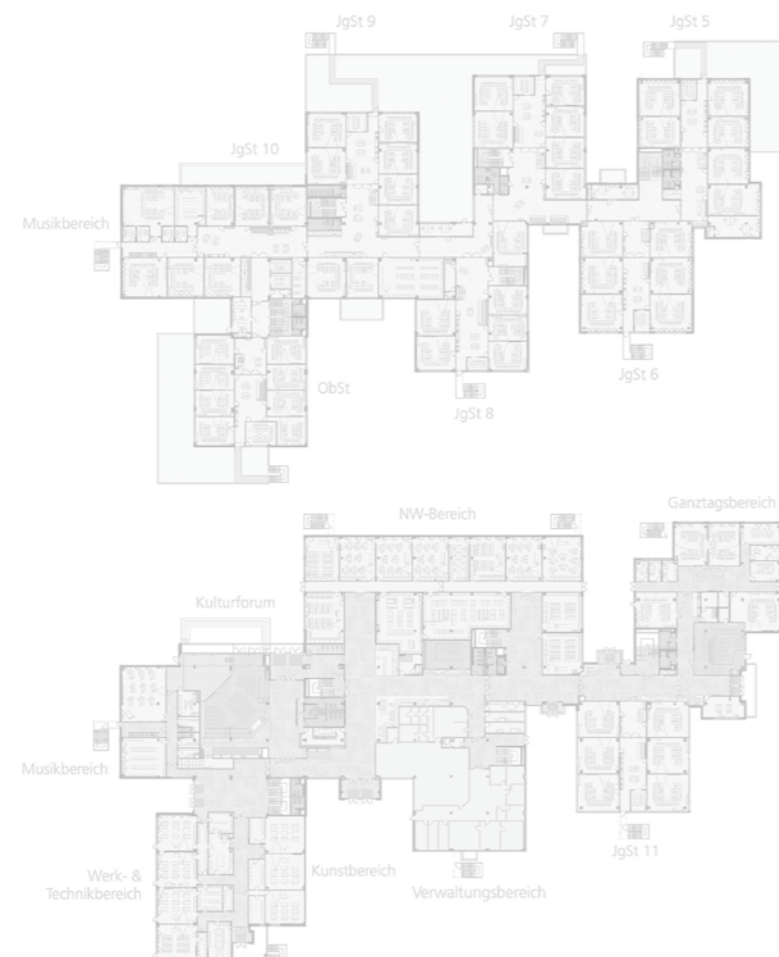 JgSt 9
JgSt 7
JgSt 5
JgSt 10
Musikbereich
ObSt
JgSt 8
JgSt 6
Ganztagsbereich
NW-Bereich
Kulturforum
Musikbereich
JgSt 11
Werk- &
Technikbereich
Kunstbereich
Verwaltungsbereich